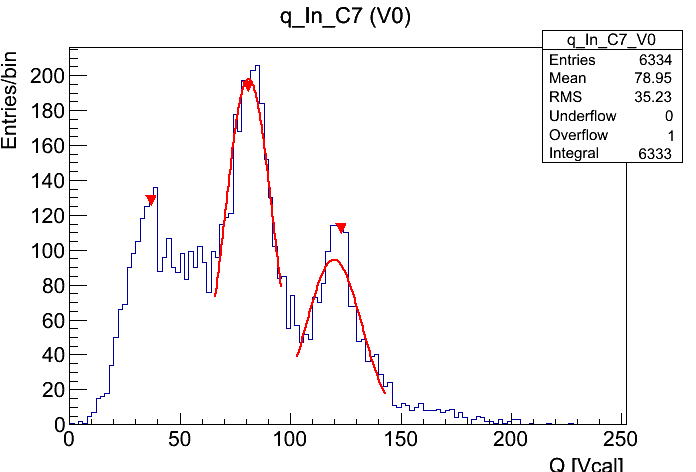 q_In_C7 (V0)
q_In_C7_V0
Entries 6334
Mean 78.95
RMS 35.23
Underflow 0
Overflow 1
Integral 6333
Entries/bin
200
180
160
140
120
100
80
60
40
20
0
0 50 100 150 200 250
Q [Vcal]